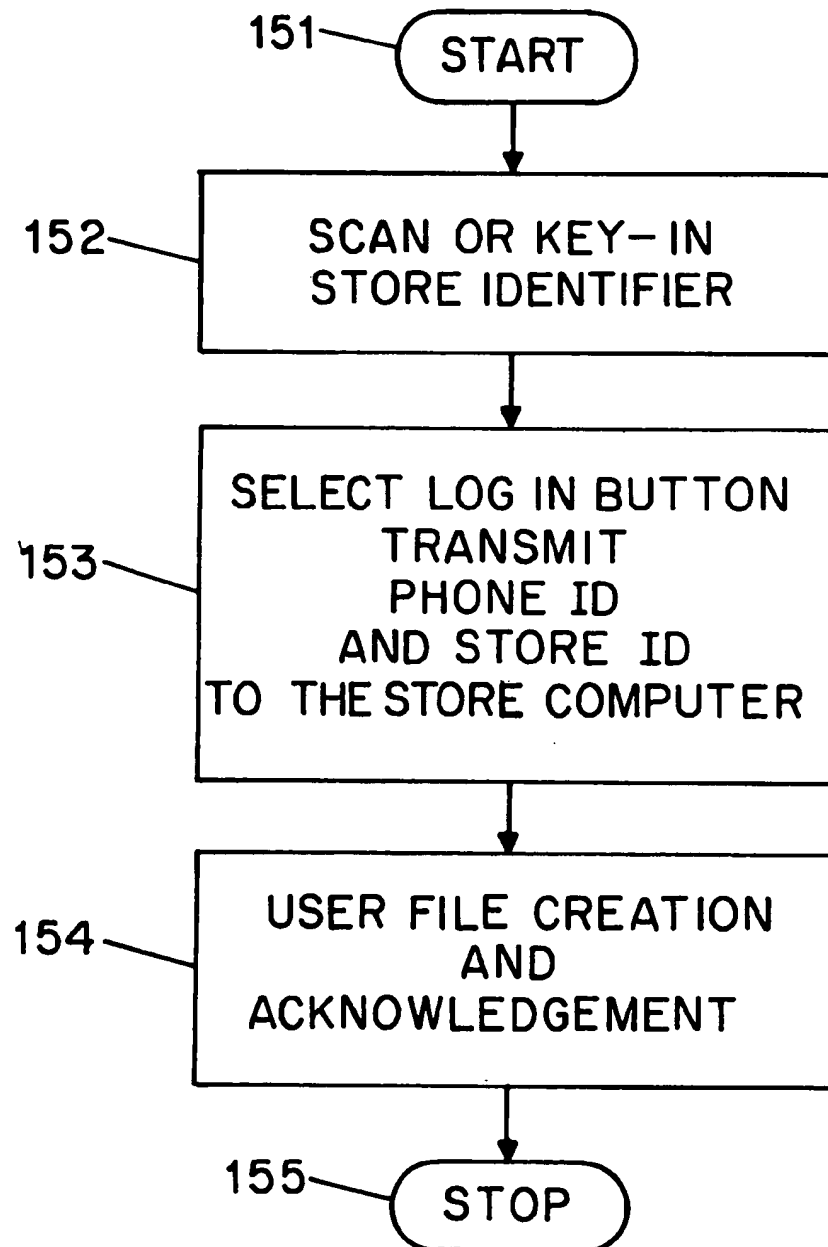 151
START
152
SCAN OR KEY-IN
STORE IDENTIFIER
153
SELECT LOG IN BUTTON
TRANSMIT
PHONE ID
AND STORE ID
TO THE STORE COMPUTER
154
USER FILE CREATION
AND
ACKNOWLEDGEMENT
155
STOP